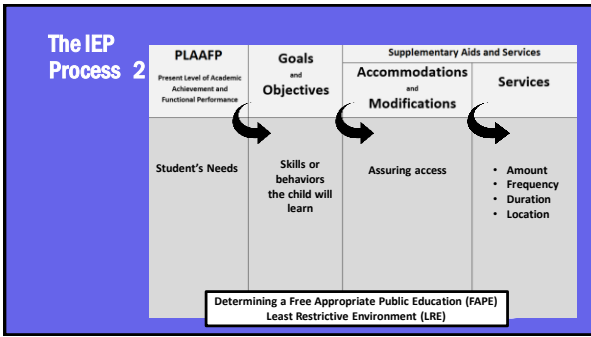 The IEP
Process 2
PLAAFP
Present Level of Academic
Achievement and
Functional Performance
Goals
and
Objectives
Supplementary Aids and Services
Accommodations
and
Modifications
Services
Student's Needs
Skills or
behaviors
the child will
learn
Assuring access
• Amount
• Frequency
• Duration
• Location
Determining a Free Appropriate Public Education (FAPE)
Least Restrictive Environment (LRE)